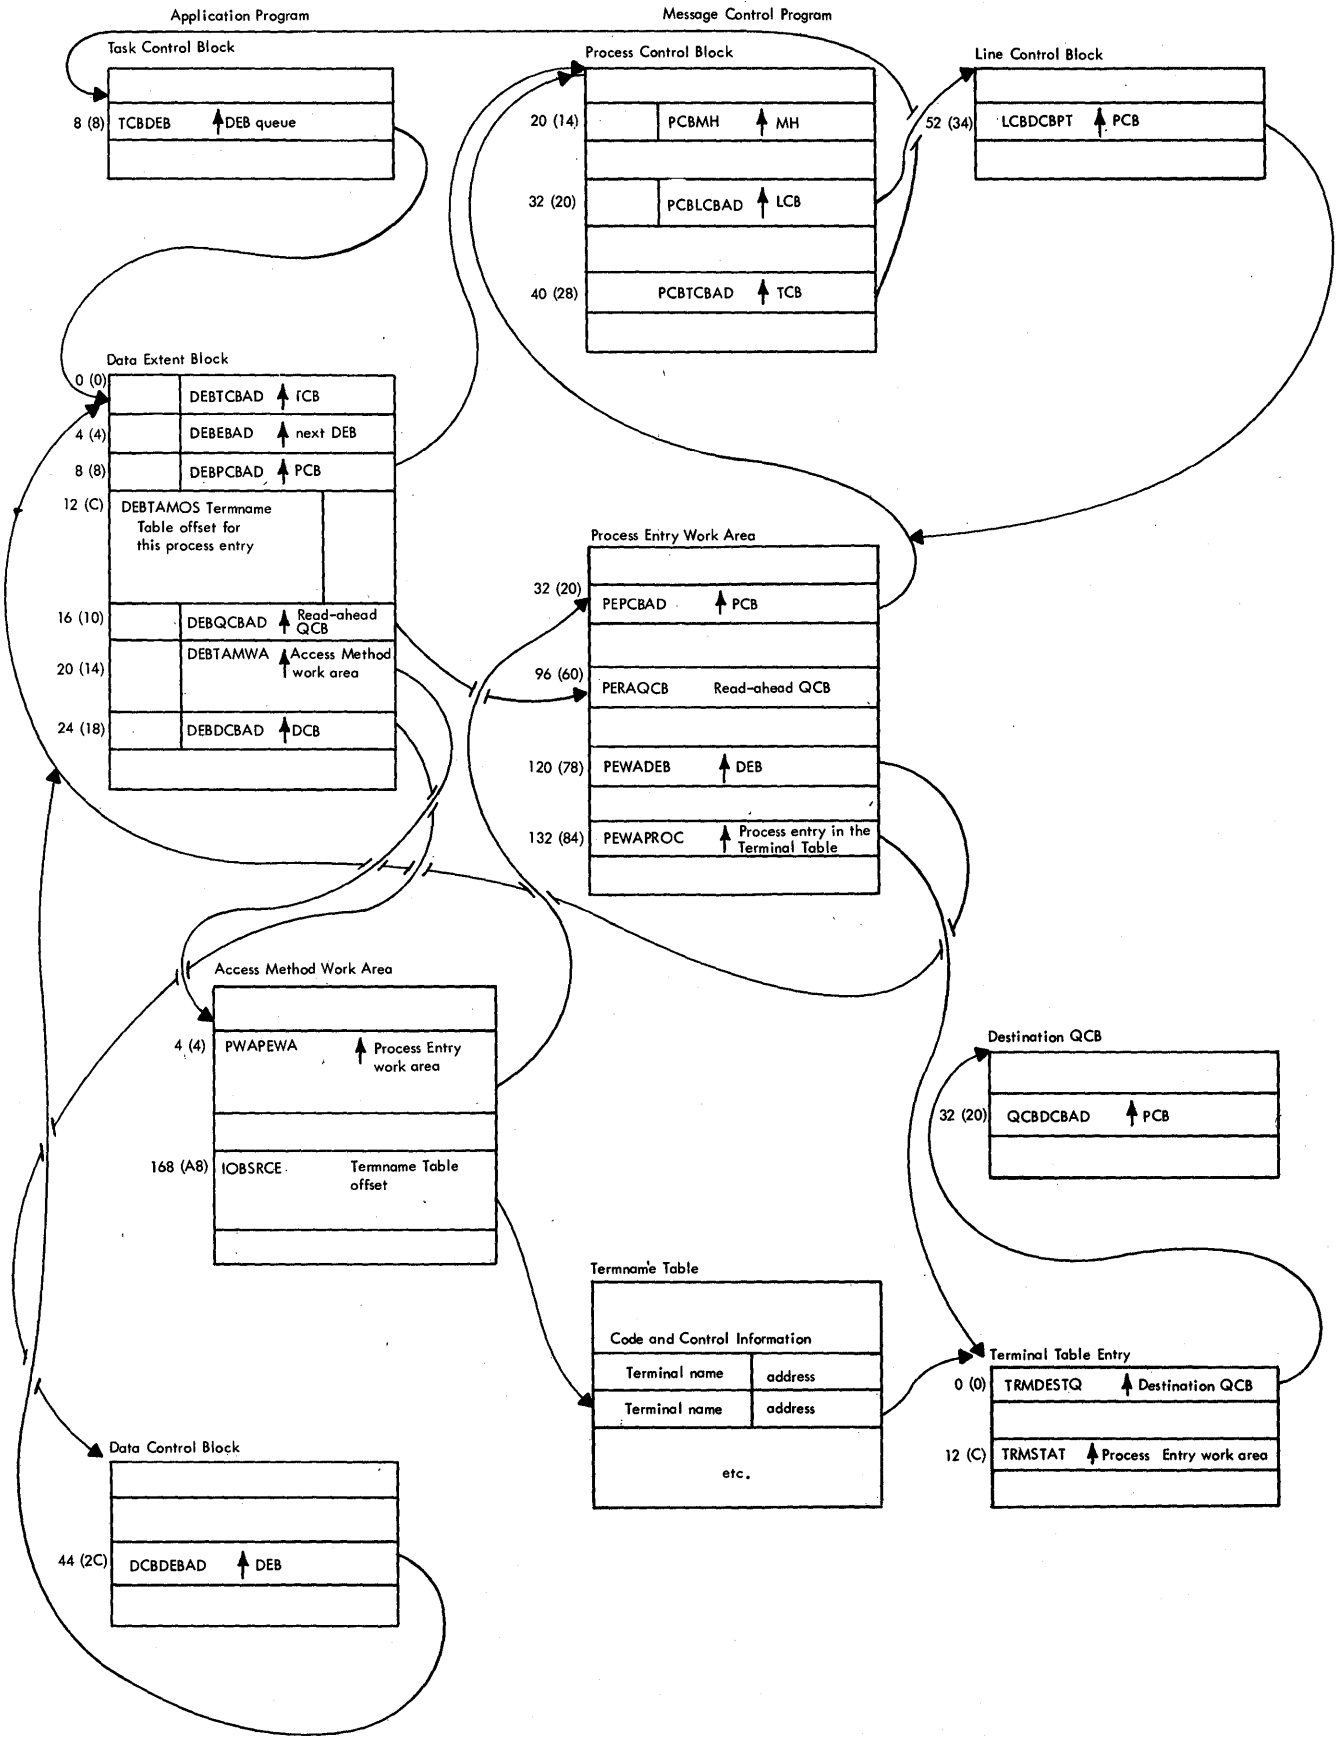 Application Program
Message Control Program
Task Control Block
8 (8) TCBDEB DEB queue
Process Control Block
20 (14) PCBMH MH
32 (20) PCBLCBAD LCB
40 (28) PCBTCBAD TCB
Line Control Block
52 (34) LCBDCBPT PCB
Data Extent Block
0 (0) DEBTCBAD TCB
4 (4) DEBEBAD next DEB
8 (8) DEBPCBAD PCB
12 (C) DEBTAMOS Termname
Table offset for
this process entry
16 (10) DEBQCBAD Read-ahead
QCB
20 (14) DEBTAMWA Access Method
work area
24 (18) DEBDCBAD DCB
Process Entry Work Area
32 (20) PEPCBAD PCB
96 (60) PERAQCB Read-ahead QCB
120 (78) PEWADEB DEB
132 (84) PEWAPROC Process entry in the
Terminal Table
Access Method Work Area
4 (4) PWAPEWA Process Entry
work area
168 (A8) IOBSRCE Termname Table
offset
Destination QCB
32 (20) QCBDCBAD PCB
Termname Table
Code and Control Information
Terminal name address
Terminal name address
etc.
Terminal Table Entry
0 (0) TRMDESTQ Destination QCB
12 (C) TRMSTAT Process Entry work area
Data Control Block
44 (2C) DCBDEBAD DEB